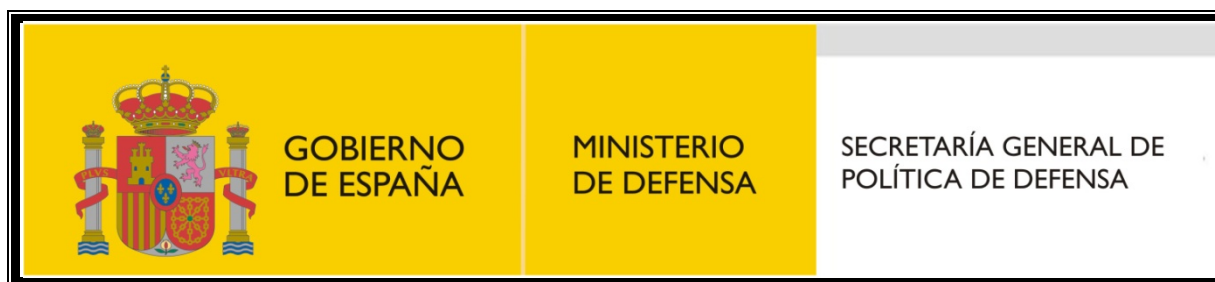 PLVS
VLTRA
GOBIERNO
DE ESPAÑA
MINISTERIO
DE DEFENSA
SECRETARÍA GENERAL DE
POLÍTICA DE DEFENSA